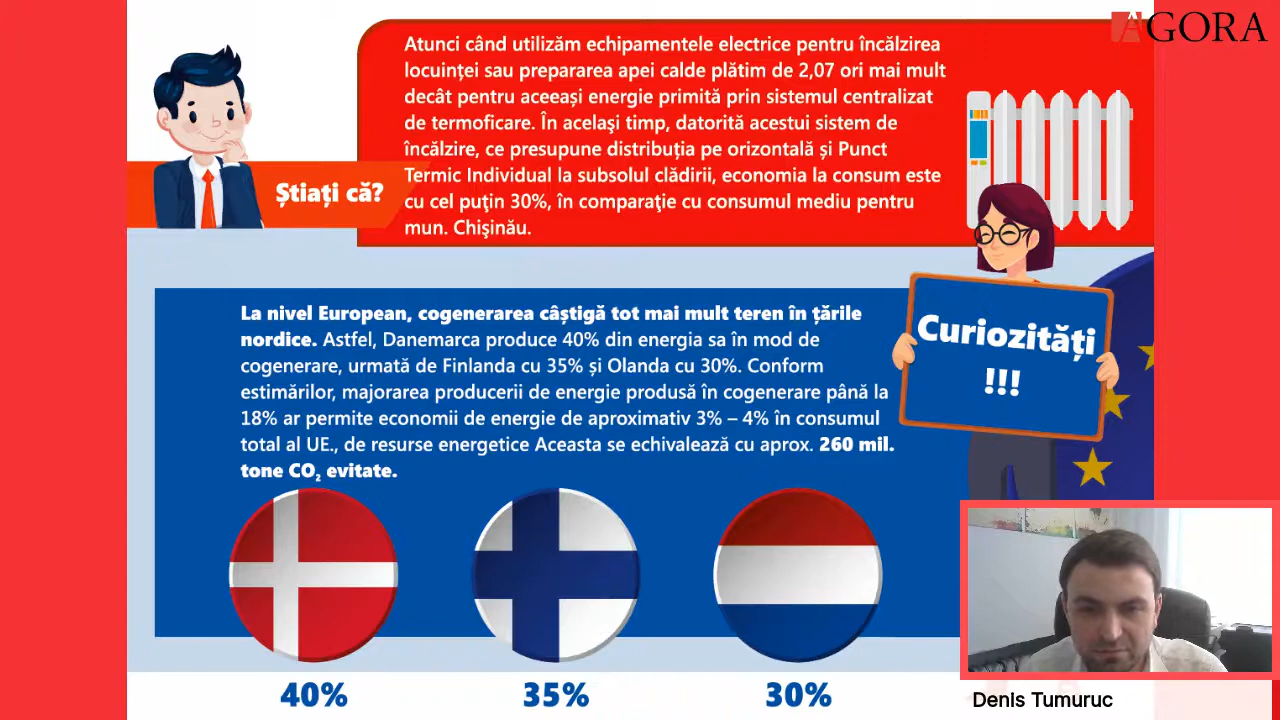 AGORA
Atunci când utilizăm echipamentele electrice pentru încălzirea
locuinței sau prepararea apei calde plătim de 2,07 ori mai mult
decât pentru aceeași energie primită prin sistemul centralizat
de termoficare. În același timp, datorită acestui sistem de
încălzire, ce presupune distribuția pe orizontală și Punct
Termic Individual la subsolul clădirii, economia la consum este
cu cel puţin 30%, în comparaţie cu consumul mediu pentru
mun. Chişinău.
Știați că?
La nivel European, cogenerarea câștigă tot mai mult teren în țările
nordice. Astfel, Danemarca produce 40% din energia sa în mod de
cogenerare, urmată de Finlanda cu 35% și Olanda cu 30%. Conform
estimărilor, majorarea producerii de energie produsă în cogenerare până la
18% ar permite economii de energie de aproximativ 3% – 4% în consumul
total al UE., de resurse energetice Aceasta se echivalează cu aprox. 260 mil.
tone CO₂ evitate.
Curiozități
!!!
40%
35%
30%
Denis Tumuruc